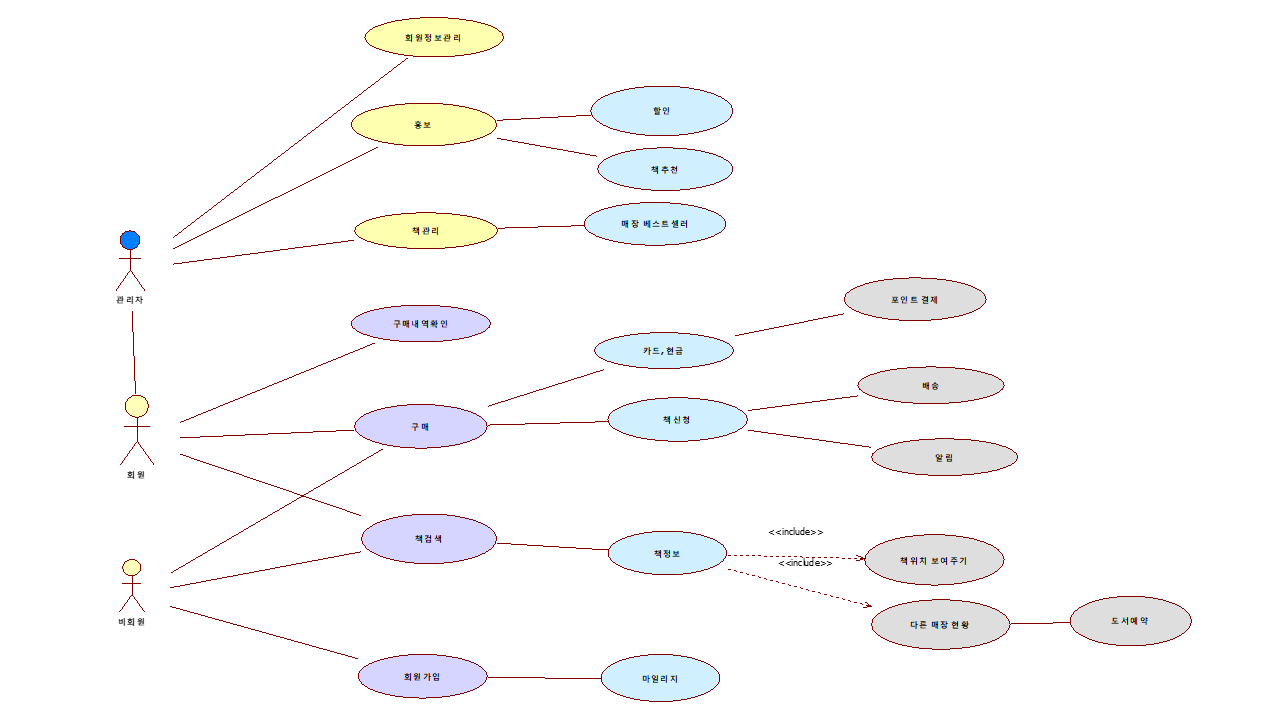 회원정보관리
홍보
할인
책추천
책관리
매장 베스트셀러
관리자
구매내역확인
카드,현금
포인트결제
회원
구매
책신청
배송
알림
비회원
책검색
책정보
<<include>>
<<include>>
책위치 보여주기
다른 매장 현황
도서예약
회원가입
마일리지